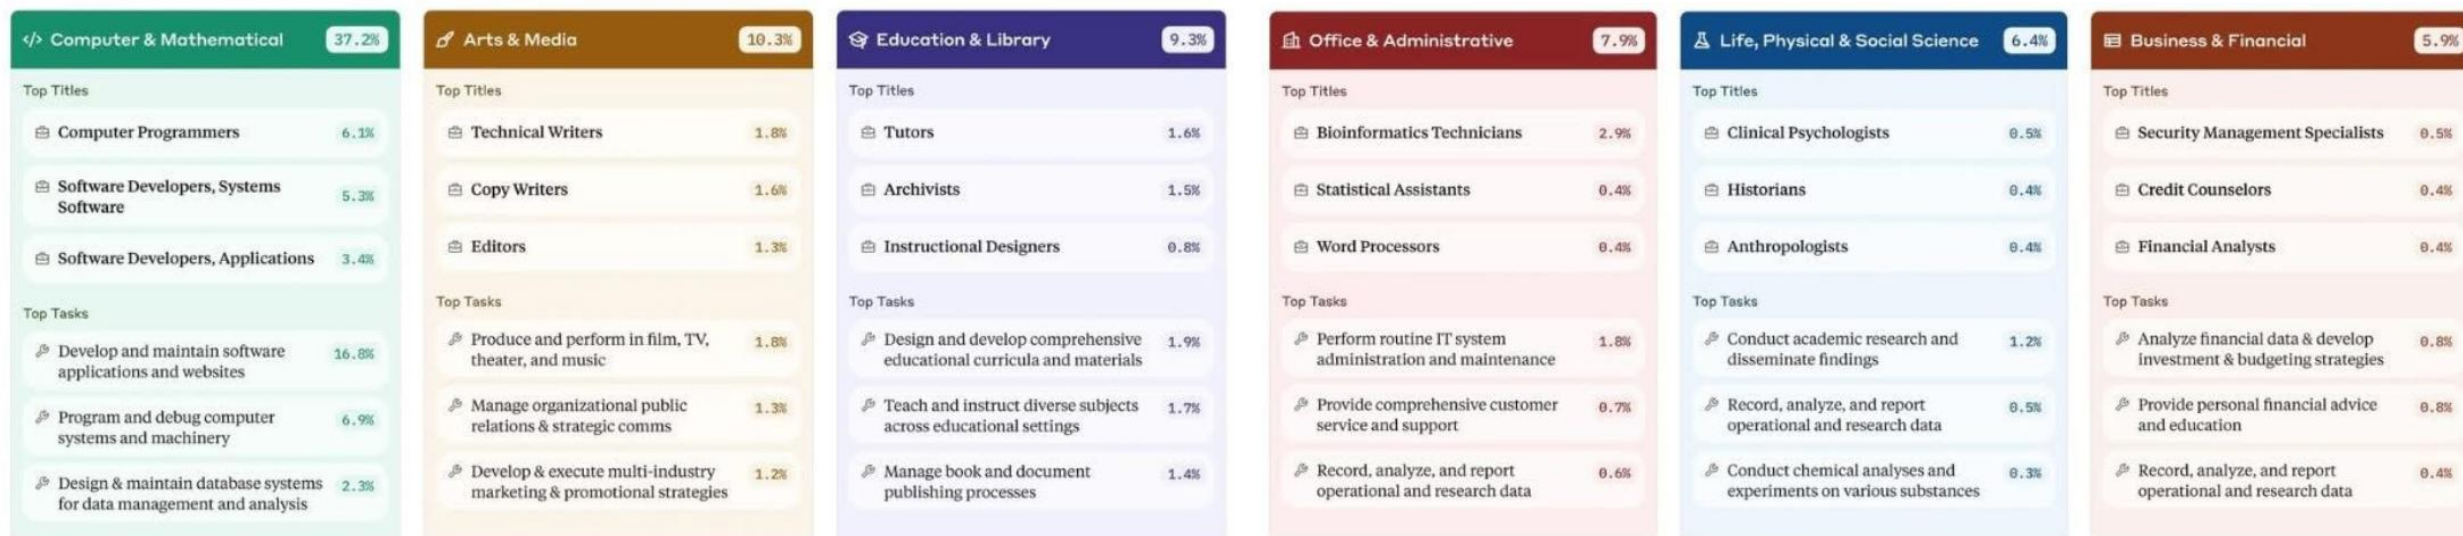 Computer & Mathematical 37.2%
Top Titles
Computer Programmers 6.1%
Software Developers, Systems
Software 5.3%
Software Developers, Applications 3.4%
Top Tasks
Develop and maintain software
applications and websites 16.8%
Program and debug computer
systems and machinery 6.9%
Design & maintain database systems
for data management and analysis 2.3%
Arts & Media 10.3%
Top Titles
Technical Writers 1.8%
Copy Writers 1.6%
Editors 1.3%
Top Tasks
Produce and perform in film, TV,
theater, and music 1.8%
Manage organizational public
relations & strategic comms 1.3%
Develop & execute multi-industry
marketing & promotional strategies 1.2%
Education & Library 9.3%
Top Titles
Tutors 1.6%
Archivists 1.5%
Instructional Designers 0.8%
Top Tasks
Design and develop comprehensive
educational curricula and materials 1.9%
Teach and instruct diverse subjects
across educational settings 1.7%
Manage book and document
publishing processes 1.4%
Office & Administrative 7.9%
Top Titles
Bioinformatics Technicians 2.9%
Statistical Assistants 0.4%
Word Processors 0.4%
Top Tasks
Perform routine IT system
administration and maintenance 1.8%
Provide comprehensive customer
service and support 0.7%
Record, analyze, and report
operational and research data 0.6%
Life, Physical & Social Science 6.4%
Top Titles
Clinical Psychologists 0.5%
Historians 0.4%
Anthropologists 0.4%
Top Tasks
Conduct academic research and
disseminate findings 1.2%
Record, analyze, and report
operational and research data 0.5%
Conduct chemical analyses and
experiments on various substances 0.3%
Business & Financial 5.9%
Top Titles
Security Management Specialists 0.5%
Credit Counselors 0.4%
Financial Analysts 0.4%
Top Tasks
Analyze financial data & develop
investment & budgeting strategies 0.8%
Provide personal financial advice
and education 0.8%
Record, analyze, and report
operational and research data 0.4%